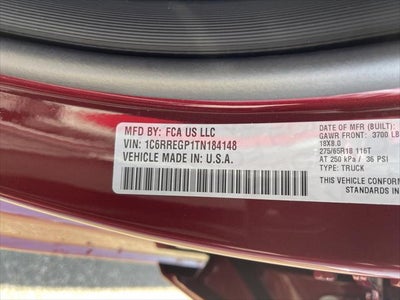 MFD BY: FCA US LLC
VIN: 1C6RREGP1TN184148
VEHICLE MADE IN: U.S.A.
DATE OF MFR (BUILT):
GAWR FRONT: 3700 LB
18X8.0
275/65R18 116T
AT 250 kPa / 36 PSI
TYPE: TRUCK
THIS VEHICLE CONFORMS
STANDARDS IN